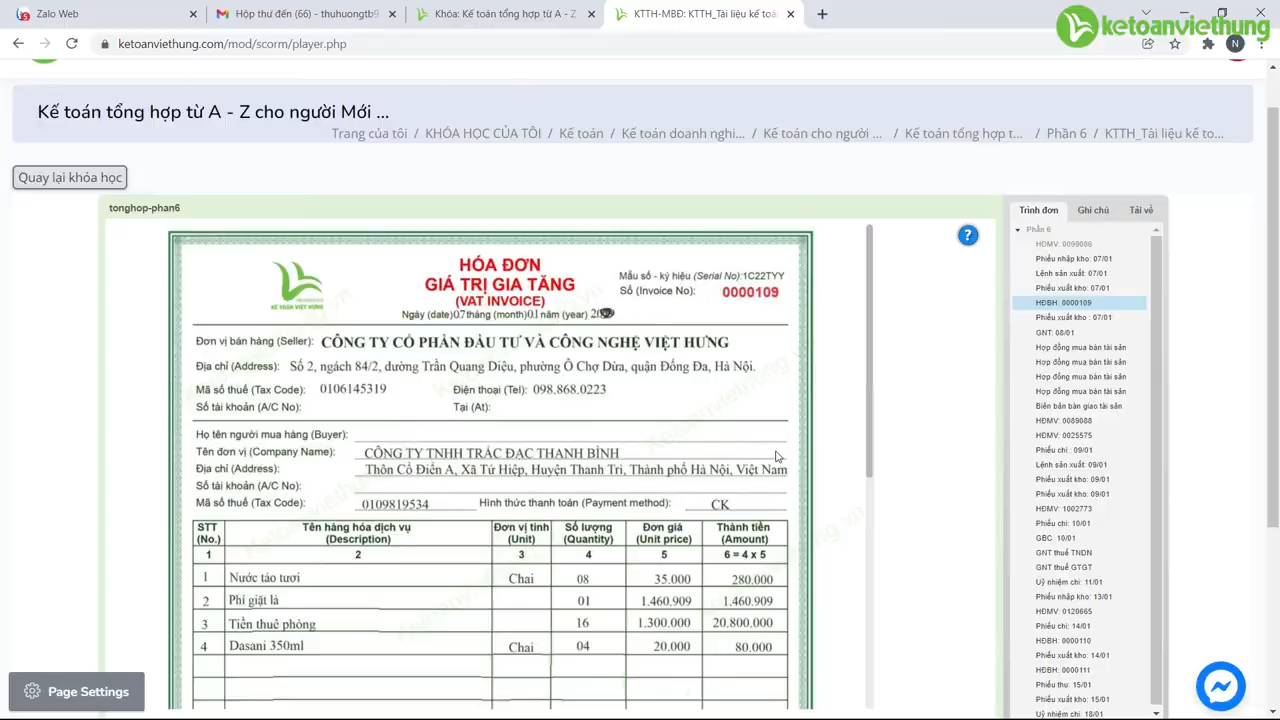 Zalo Web
Hộp thư đến (66) - thuhuongtb9
Khóa: Kế toán tổng hợp từ A - Z
KTTH-MBĐ: KTTH_Tài liệu kế toá
ketoanviethung
ketoanviethung.com/mod/scorm/player.php
N
Kế toán tổng hợp từ A - Z cho người Mới ...
Trang của tôi / KHÓA HỌC CỦA TÔI / Kế toán / Kế toán doanh nghi... / Kế toán cho người ... / Kế toán tổng hợp t... / Phần 6 / KTTH_Tài liệu kế to...
Quay lại khóa học
tonghop-phan6
HÓA ĐƠN
GIÁ TRỊ GIA TĂNG
(VAT INVOICE)
Ngày (date)07tháng (month)01 năm (year)
Mẫu số - ký hiệu (Serial No):1C22TYY
Số (Invoice No): 0000109
KẾ TOÁN VIỆT HƯNG
Đơn vị bán hàng (Seller): CÔNG TY CỔ PHẦN ĐẦU TƯ VÀ CÔNG NGHỆ VIỆT HƯNG
Địa chỉ (Address): Số 2, ngách 84/2, đường Trần Quang Diệu, phường Ô Chợ Dừa, quận Đống Đa, Hà Nội.
Mã số thuế (Tax Code): 0106145319 Điện thoại (Tel): 098.868.0223
Số tài khoản (A/C No): Tại (At):
Họ tên người mua hàng (Buyer):
Tên đơn vị (Company Name): CÔNG TY TNHH TRẮC ĐẠC THANH BÌNH
Địa chỉ (Address): Thôn Cổ Điển A, Xã Tứ Hiệp, Huyện Thanh Trì, Thành phố Hà Nội, Việt Nam
Số tài khoản (A/C No):
Mã số thuế (Tax Code): 0109819534 Hình thức thanh toán (Payment method): CK
STT Tên hàng hóa dịch vụ Đơn vị tính Số lượng Đơn giá Thành tiền
(No.) (Description) (Unit) (Quantity) (Unit price) (Amount)
1 2 3 4 5 6 = 4 x 5
1 Nước táo tươi Chai 08 35.000 280.000
2 Phí giặt là 01 1.460.909 1.460.909
3 Tiền thuê phòng 16 1.300.000 20.800.000
4 Dasani 350ml Chai 04 20.000 80.000
?
Trình đơn Ghi chú Tải về
Phần 6
HĐMV: 0099086
Phiếu nhập kho: 07/01
Lệnh sản xuất: 07/01
Phiếu xuất kho: 07/01
HĐBH: 0000109
Phiếu xuất kho : 07/01
GNT: 08/01
Hợp đồng mua bán tài sản
Hợp đồng mua bán tài sản
Hợp đồng mua bán tài sản
Hợp đồng mua bán tài sản
Biên bản bàn giao tài sản
HĐMV: 0089088
HĐMV: 0025575
Phiếu chi : 09/01
Lệnh sản xuất: 09/01
Phiếu xuất kho: 09/01
Phiếu xuất kho: 09/01
HĐMV: 1002773
Phiếu chi: 10/01
GBC 10/01
GNT thuế TNDN
GNT thuế GTGT
Uỷ nhiệm chi: 11/01
Phiếu nhập kho: 13/01
HĐMV: 0120665
Phiếu chi: 14/01
HĐBH: 0000110
Phiếu xuất kho: 14/01
HĐBH: 0000111
Phiếu thu: 15/01
Phiếu xuất kho: 15/01
Uỷ nhiệm chi: 18/01
Page Settings